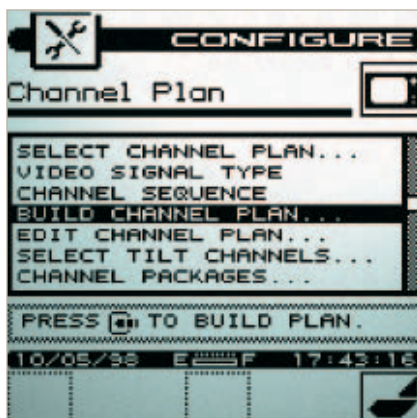 CONFIGURE
Channel Plan
SELECT CHANNEL PLAN...
VIDEO SIGNAL TYPE
CHANNEL SEQUENCE
BUILD CHANNEL PLAN...
EDIT CHANNEL PLAN...
SELECT TILT CHANNELS...
CHANNEL PACKAGES...
PRESS TO BUILD PLAN.
10/05/98 E F 17:43:16